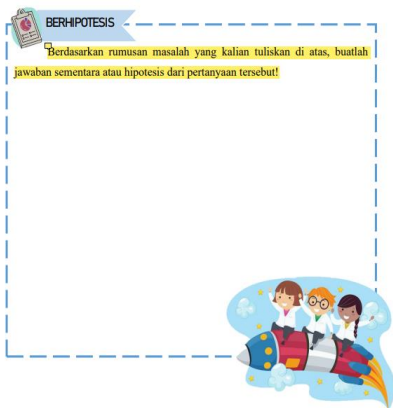 BERHIPOTESIS
Berdasarkan rumusan masalah yang kalian tuliskan di atas, buatlah
jawaban sementara atau hipotesis dari pertanyaan tersebut!